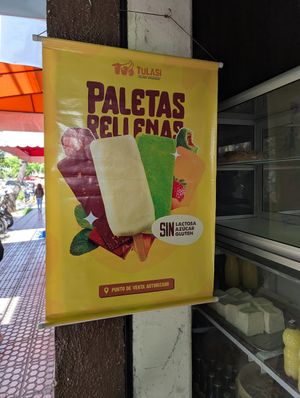 TULASI
PALETAS
RELLENAS
SIN LACTOSA
AZÚCAR
GLUTEN
PUNTO DE VENTA AUTORIZADO